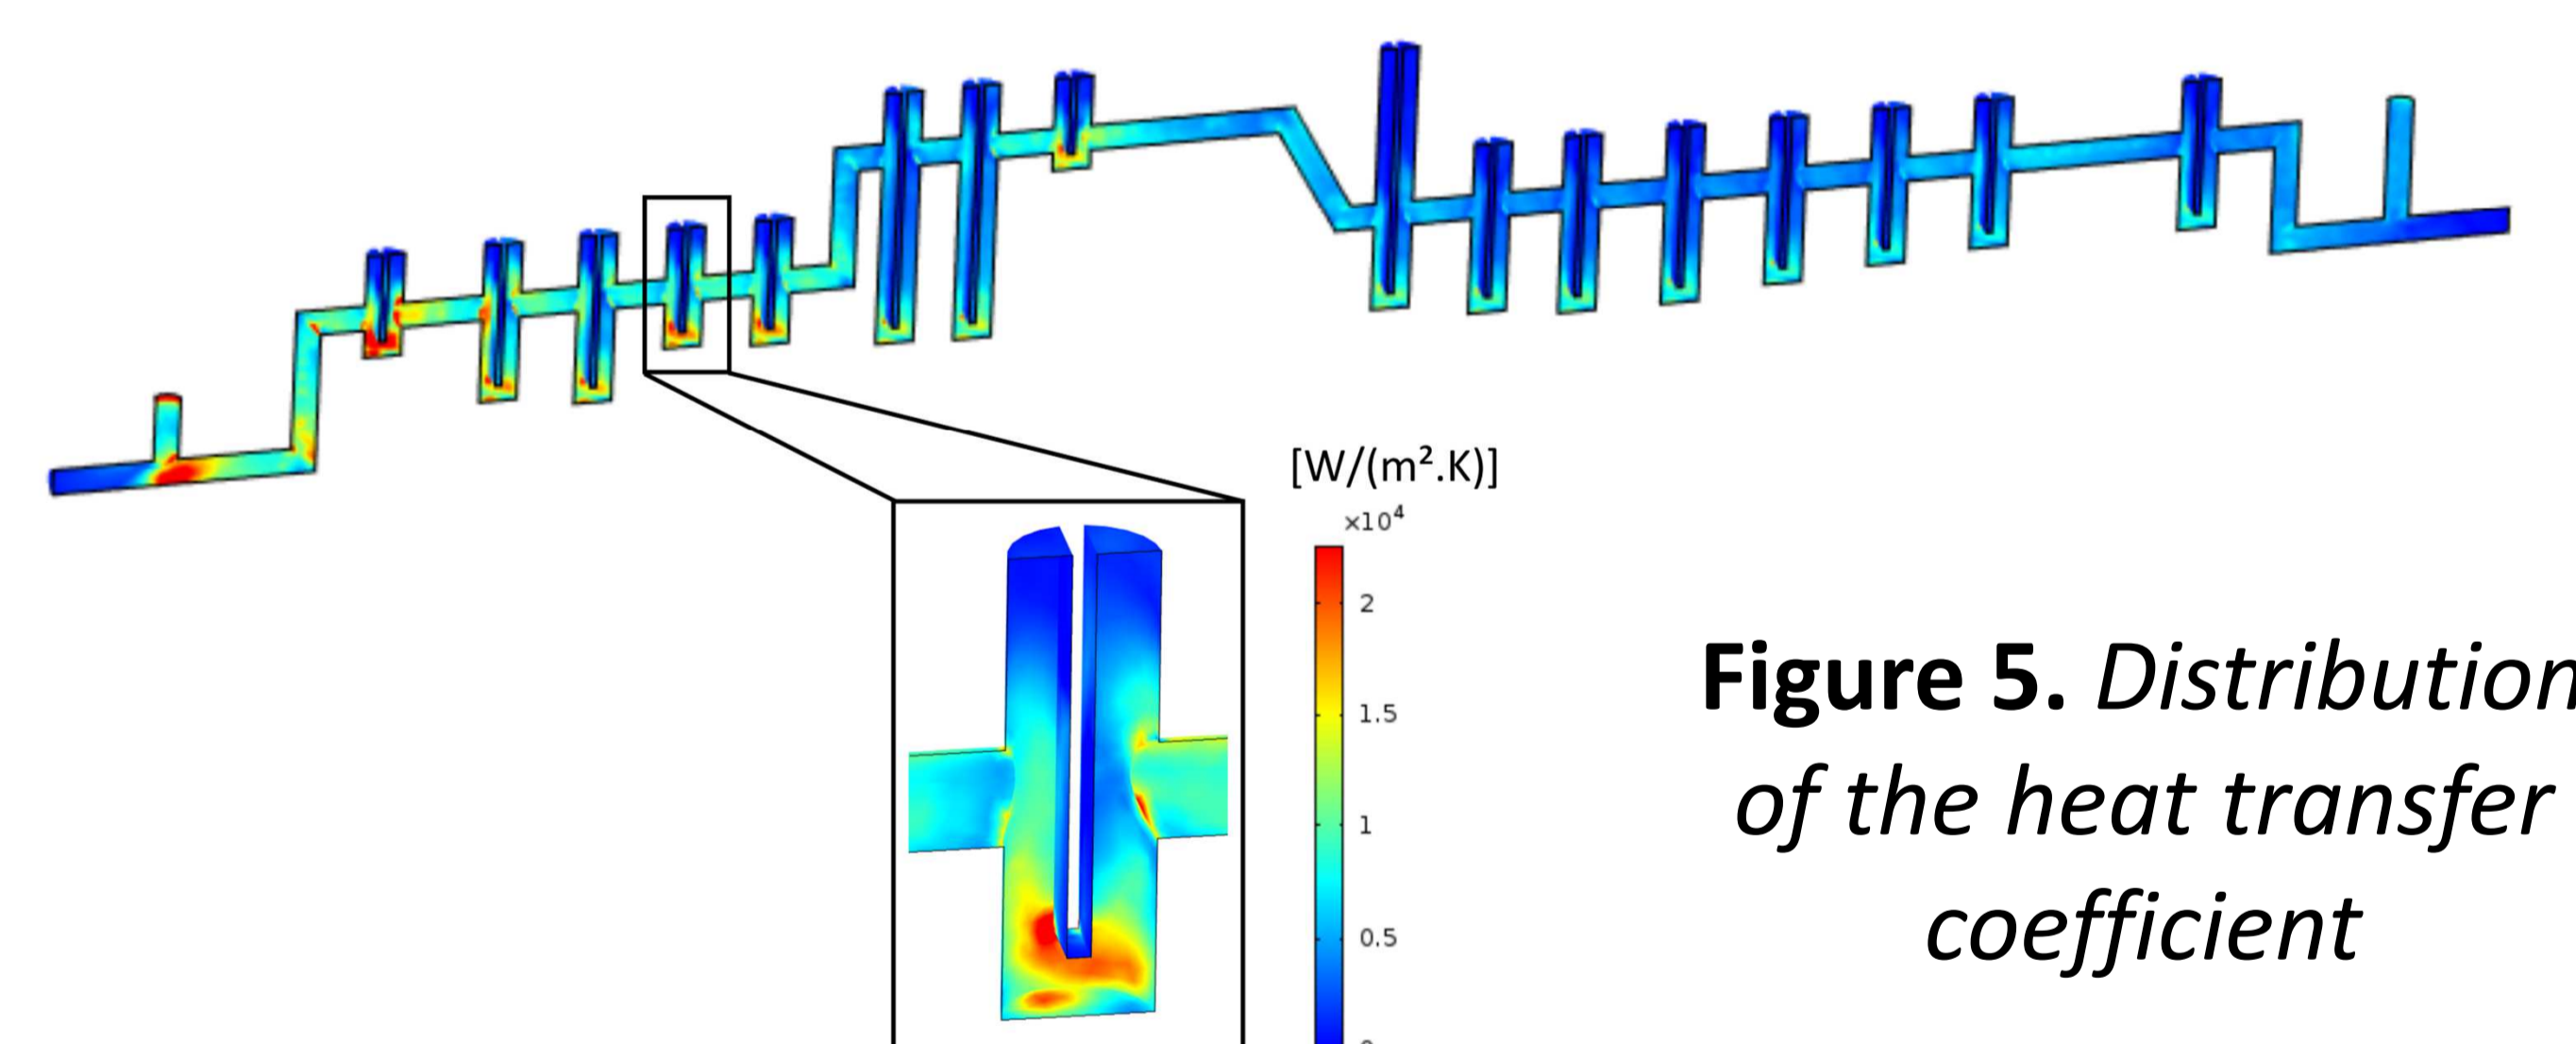 [W/(m².K)]
×10⁴
2
1.5
1
0.5
Figure 5. Distribution
of the heat transfer
coefficient